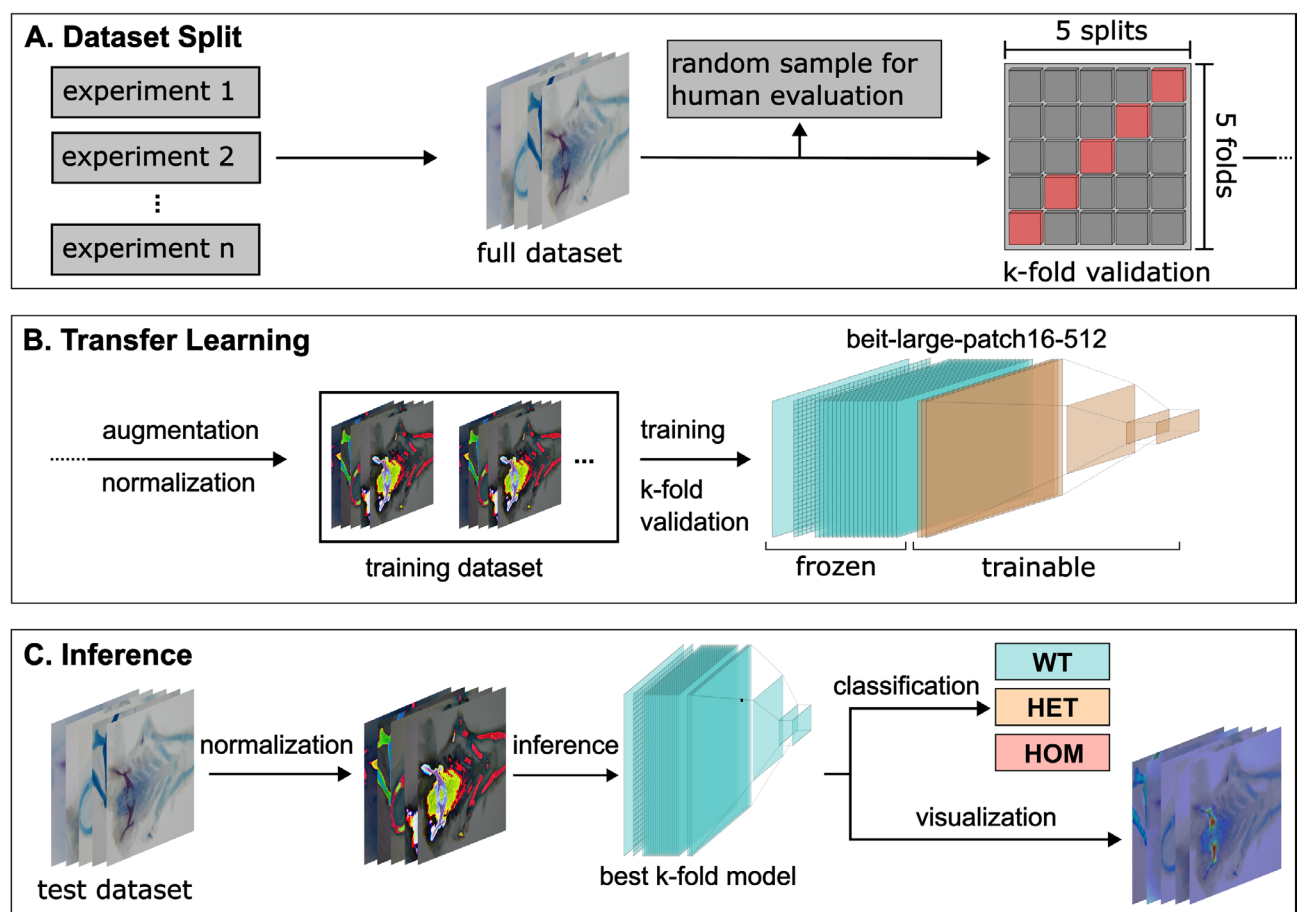 A. Dataset Split
experiment 1
experiment 2
...
experiment n
full dataset
random sample for
human evaluation
5 splits
5 folds
k-fold validation
...
B. Transfer Learning
augmentation
normalization
...
training dataset
training
k-fold
validation
beit-large-patch16-512
frozen
trainable
C. Inference
test dataset
normalization
inference
best k-fold model
classification
WT
HET
HOM
visualization